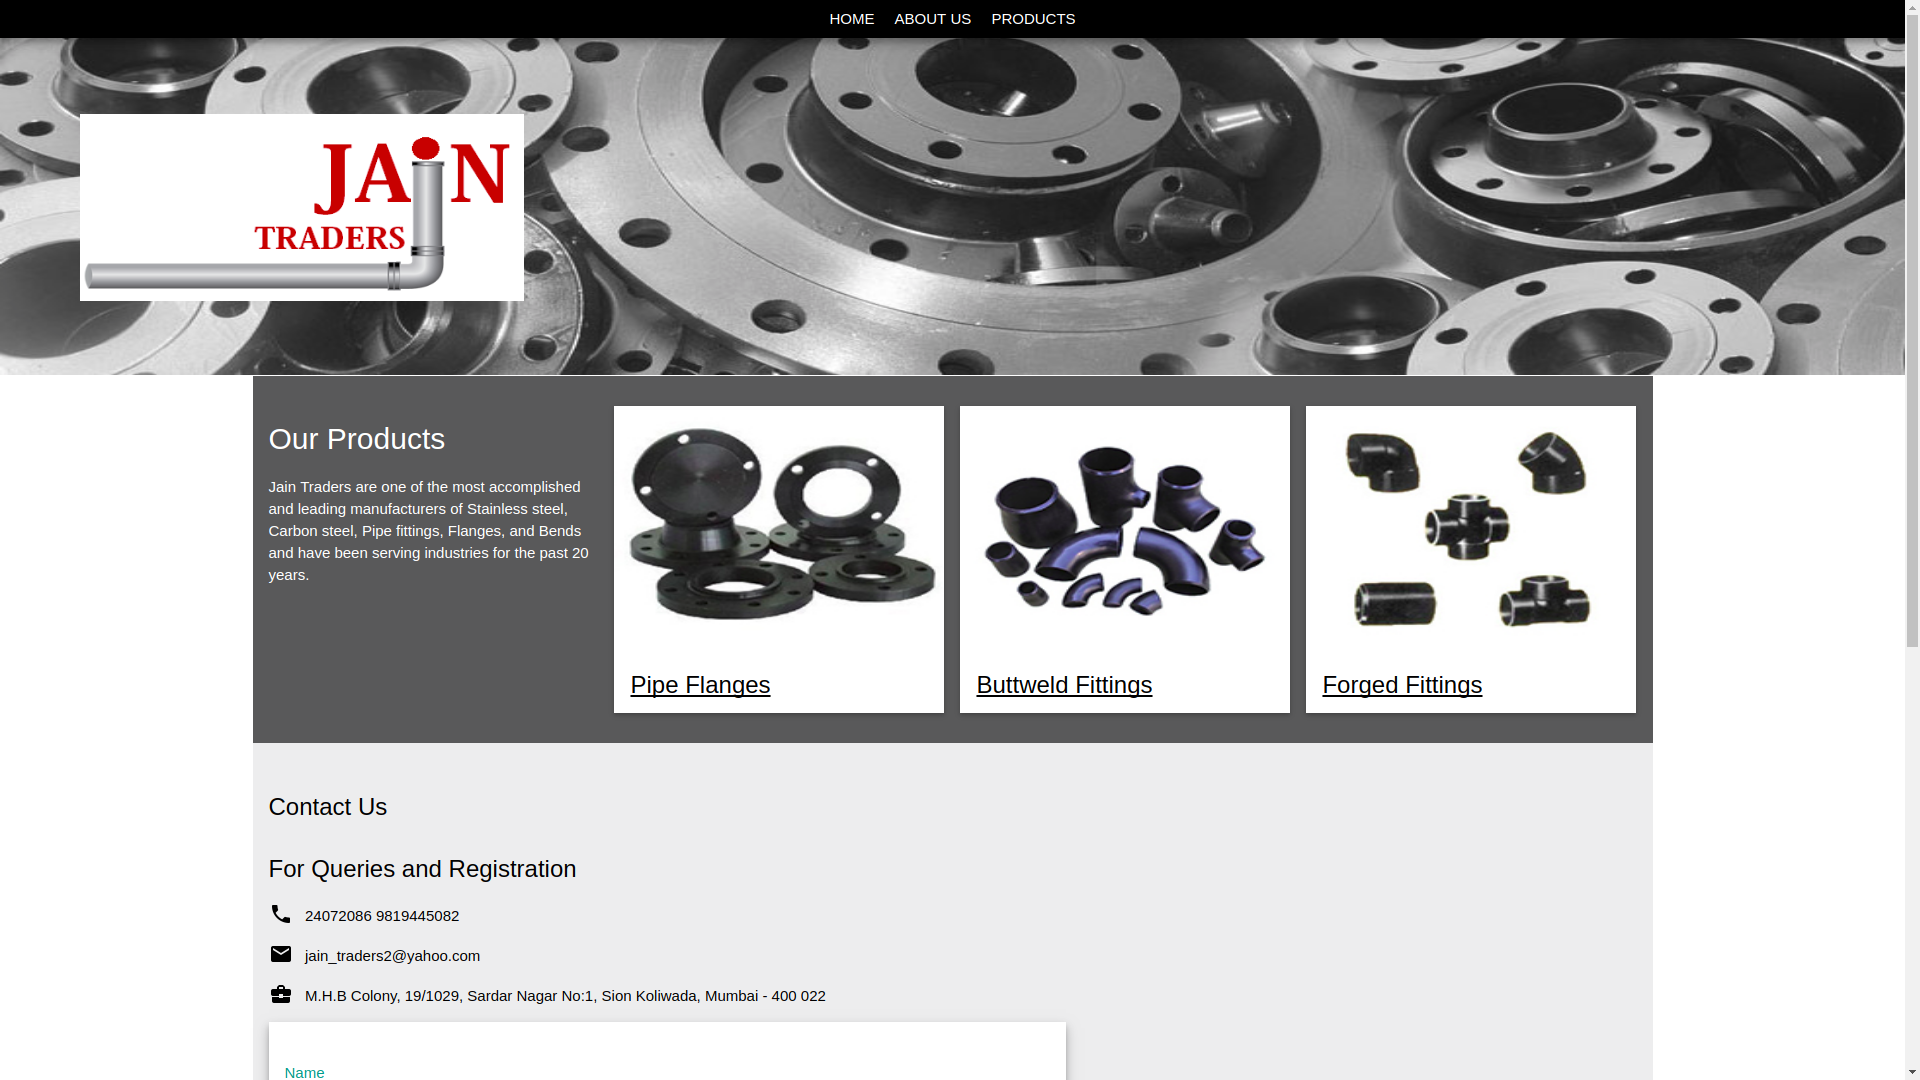 HOME ABOUT US PRODUCTS
JAIN
TRADERS
Our Products
Jain Traders are one of the most accomplished
and leading manufacturers of Stainless steel,
Carbon steel, Pipe fittings, Flanges, and Bends
and have been serving industries for the past 20
years.
Pipe Flanges
Buttweld Fittings
Forged Fittings
Contact Us
For Queries and Registration
24072086 9819445082
jain_traders2@yahoo.com
M.H.B Colony, 19/1029, Sardar Nagar No:1, Sion Koliwada, Mumbai - 400 022
Name